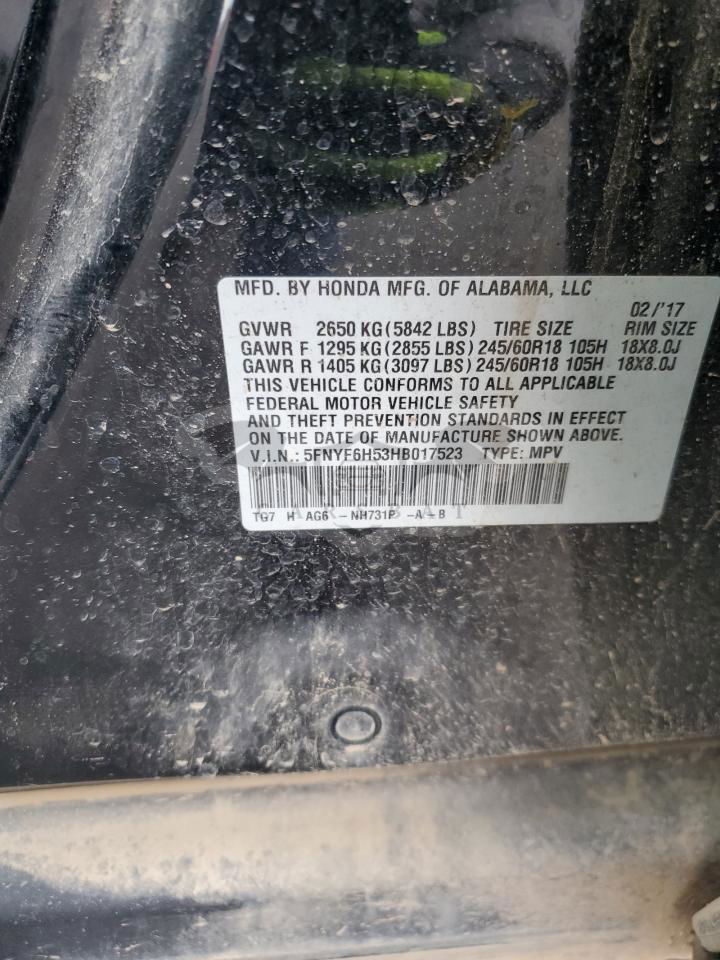 MFD. BY HONDA MFG. OF ALABAMA, LLC
02/'17
GVWR 2650 KG (5842 LBS) TIRE SIZE RIM SIZE
GAWR F 1295 KG (2855 LBS) 245/60R18 105H 18X8.0J
GAWR R 1405 KG (3097 LBS) 245/60R18 105H 18X8.0J
THIS VEHICLE CONFORMS TO ALL APPLICABLE
FEDERAL MOTOR VEHICLE SAFETY
AND THEFT PREVENTION STANDARDS IN EFFECT
ON THE DATE OF MANUFACTURE SHOWN ABOVE.
V.I.N.: 5FNYF6H53HB017523 TYPE: MPV
TG7 H AG6 -NH731P -A-B